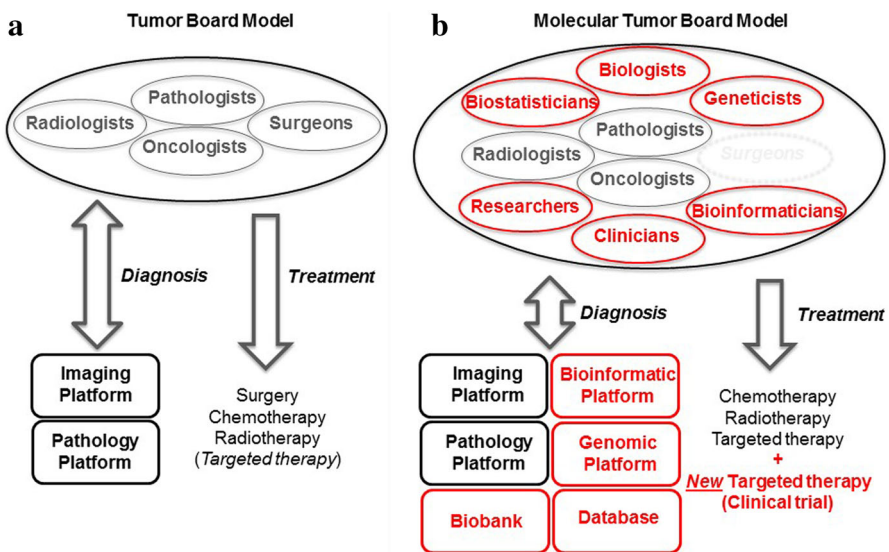 a
Tumor Board Model
Pathologists
Radiologists
Surgeons
Oncologists
Diagnosis
Treatment
Imaging
Platform
Pathology
Platform
Surgery
Chemotherapy
Radiotherapy
(Targeted therapy)
b
Molecular Tumor Board Model
Biologists
Biostatisticians
Geneticists
Pathologists
Radiologists
Surgeons
Oncologists
Researchers
Bioinformaticians
Clinicians
Diagnosis
Treatment
Imaging
Platform
Bioinformatic
Platform
Pathology
Platform
Genomic
Platform
Biobank
Database
Chemotherapy
Radiotherapy
Targeted therapy
+
New Targeted therapy
(Clinical trial)